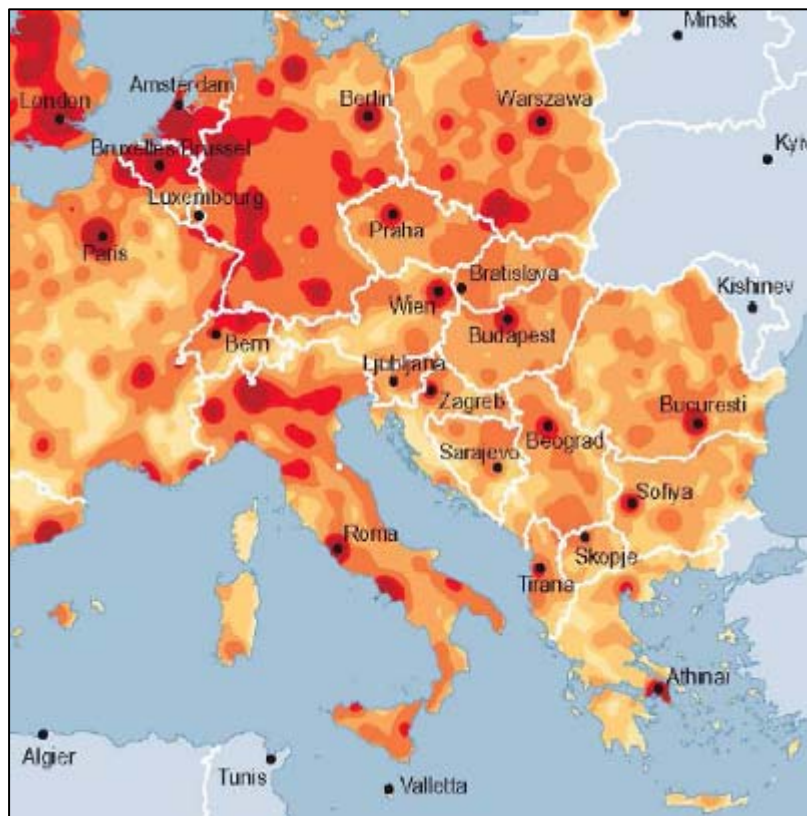 Minsk
Amsterdam
London
Berlin
Warszawa
Kyiv
Bruxelles/Brussel
Luxembourg
Praha
Paris
Bratislava
Kishinev
Wien
Budapest
Bern
Ljubljana
Zagreb
Bucuresti
Beograd
Sarajevo
Sofiya
Roma
Skopje
Tirana
Athinai
Algier
Tunis
Valletta